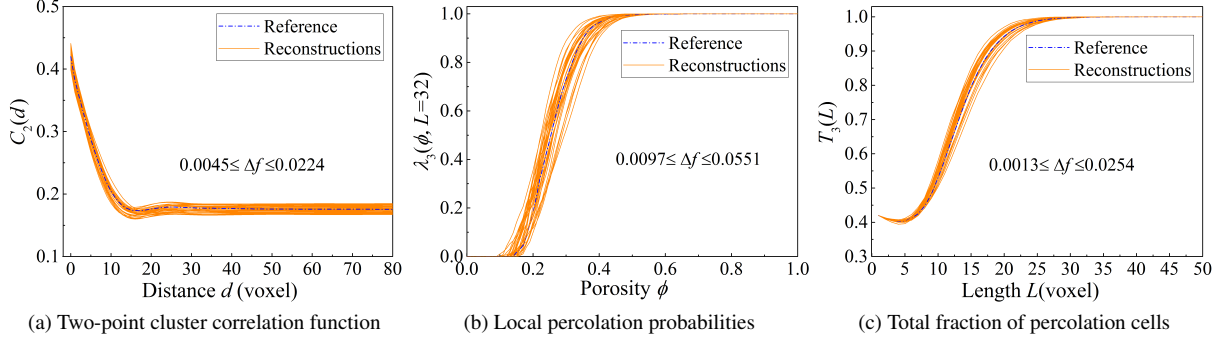 0.5
0.4
0.3
0.2
0.1
C₂(d)
Reference
Reconstructions
0.0045≤ Δf ≤0.0224
0 10 20 30 40 50 60 70 80
Distance d (voxel)
(a) Two-point cluster correlation function
1.0
0.8
0.6
0.4
0.2
0.0
λ₃(ϕ, L=32)
Reference
Reconstructions
0.0097≤ Δf ≤0.0551
0.0 0.2 0.4 0.6 0.8 1.0
Porosity ϕ
(b) Local percolation probabilities
1.0
0.9
0.8
0.7
0.6
0.5
0.4
0.3
T₃(L)
Reference
Reconstructions
0.0013≤ Δf ≤0.0254
0 5 10 15 20 25 30 35 40 45 50
Length L(voxel)
(c) Total fraction of percolation cells